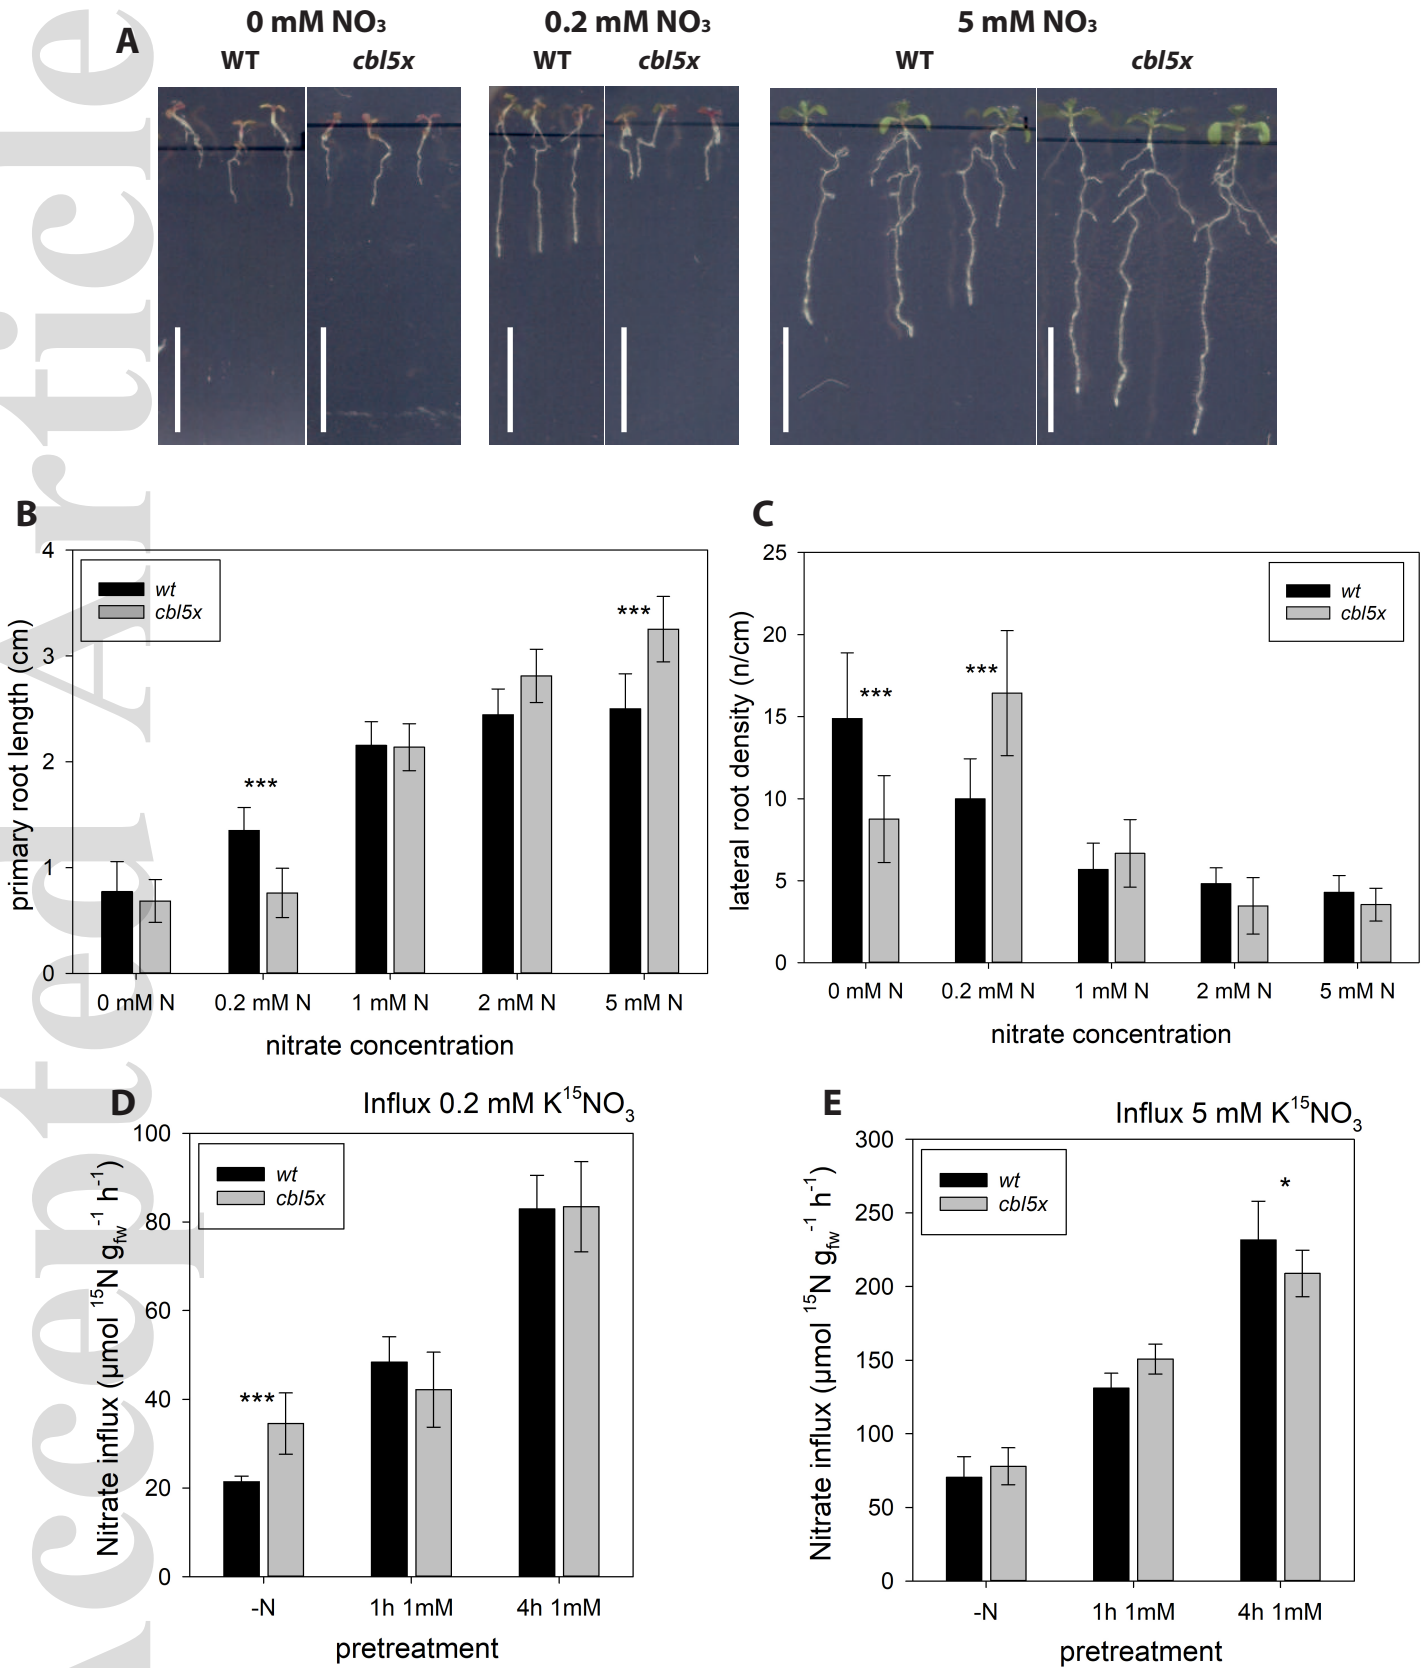 Accepted Article
A
0 mM NO3
0.2 mM NO3
5 mM NO3
WT
cbl5x
WT
cbl5x
WT
cbl5x
B
primary root length (cm)
4
3
2
1
0
wt
cbl5x
***
***
0 mM N
0.2 mM N
1 mM N
2 mM N
5 mM N
nitrate concentration
C
lateral root density (n/cm)
25
20
15
10
5
0
wt
cbl5x
***
***
0 mM N
0.2 mM N
1 mM N
2 mM N
5 mM N
nitrate concentration
D
Influx 0.2 mM K15NO3
Nitrate influx (µmol 15N gfw-1 h-1)
100
80
60
40
20
0
wt
cbl5x
***
-N
1h 1mM
4h 1mM
pretreatment
E
Influx 5 mM K15NO3
Nitrate influx (µmol 15N gfw-1 h-1)
300
250
200
150
100
50
0
wt
cbl5x
*
-N
1h 1mM
4h 1mM
pretreatment